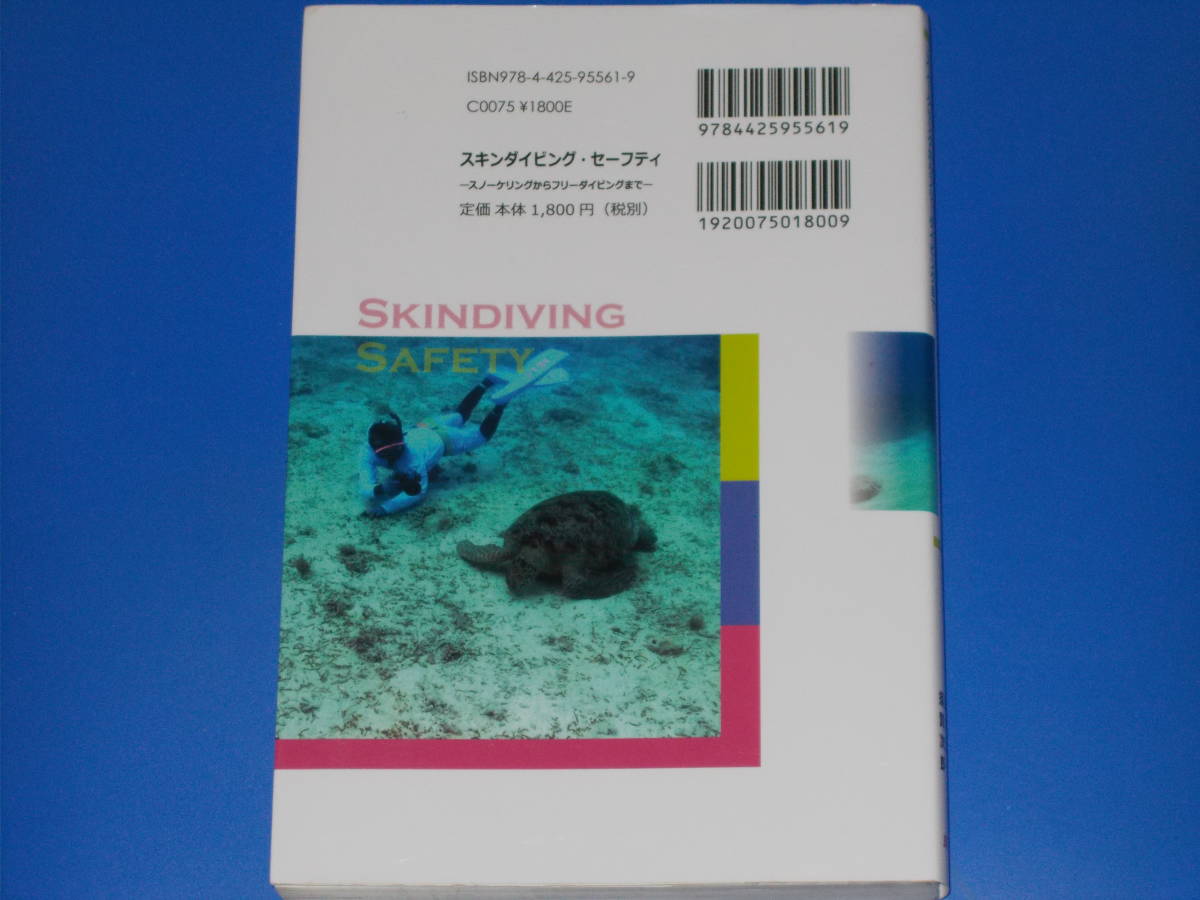 ISBN978-4-425-95561-9
C0075 ¥1800E
9784425955619
スキンダイビング・セーフティ
―スノーケリングからフリーダイビングまで―
定価 本体 1,800 円（税別）
1920075018009
SKINDIVING
SAFETY